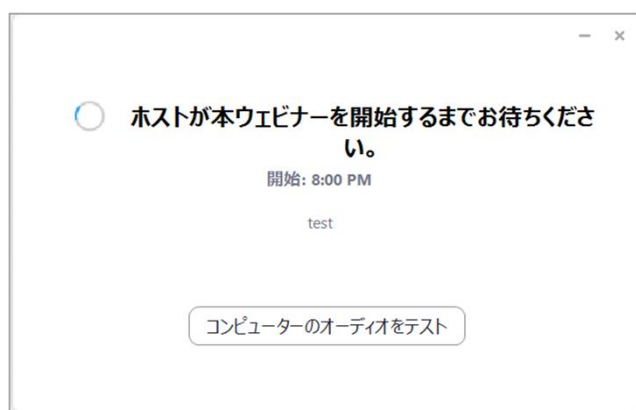 ホストが本ウェビナーを開始するまでお待ちくださ
い。
開始: 8:00 PM
test
コンピューターのオーディオをテスト